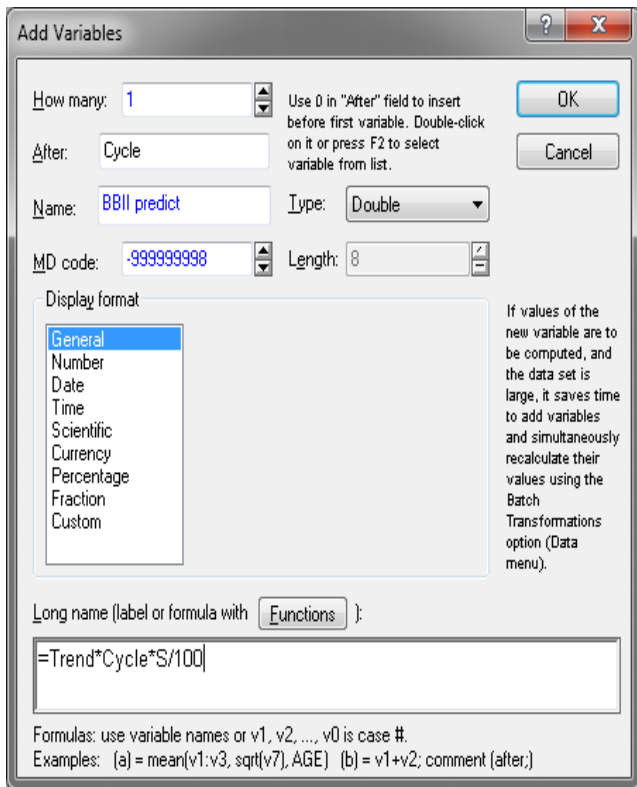 Add Variables
?
X
How many: 1
Use 0 in "After" field to insert
before first variable. Double-click
on it or press F2 to select
variable from list.
OK
After: Cycle
Cancel
Name: BBII predict
Type: Double
MD code: -999999998
Length: 8
Display format
General
Number
Date
Time
Scientific
Currency
Percentage
Fraction
Custom
If values of the
new variable are to
be computed, and
the data set is
large, it saves time
to add variables
and simultaneously
recalculate their
values using the
Batch
Transformations
option (Data
menu).
Long name (label or formula with Functions ):
=Trend*Cycle*S/100
Formulas: use variable names or v1, v2, ..., v0 is case #.
Examples: (a) = mean(v1:v3, sqrt(v7), AGE) (b) = v1+v2; comment (after;)